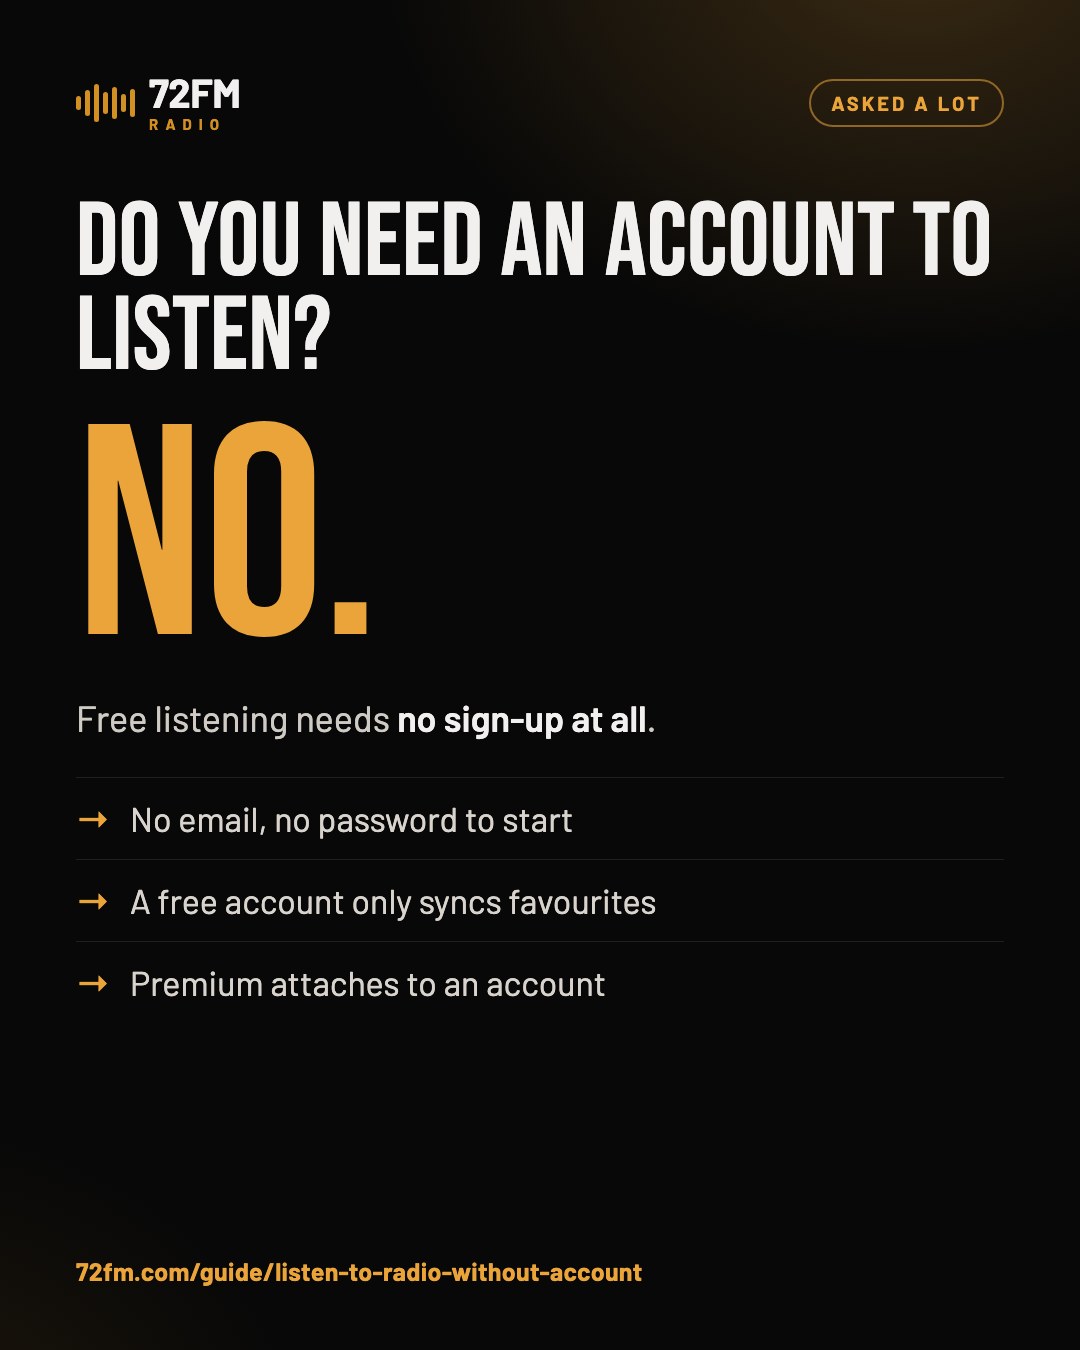 72FM
RADIO
ASKED A LOT
DO YOU NEED AN ACCOUNT TO
LISTEN?
NO.
Free listening needs no sign-up at all.
→ No email, no password to start
→ A free account only syncs favourites
→ Premium attaches to an account
72fm.com/guide/listen-to-radio-without-account